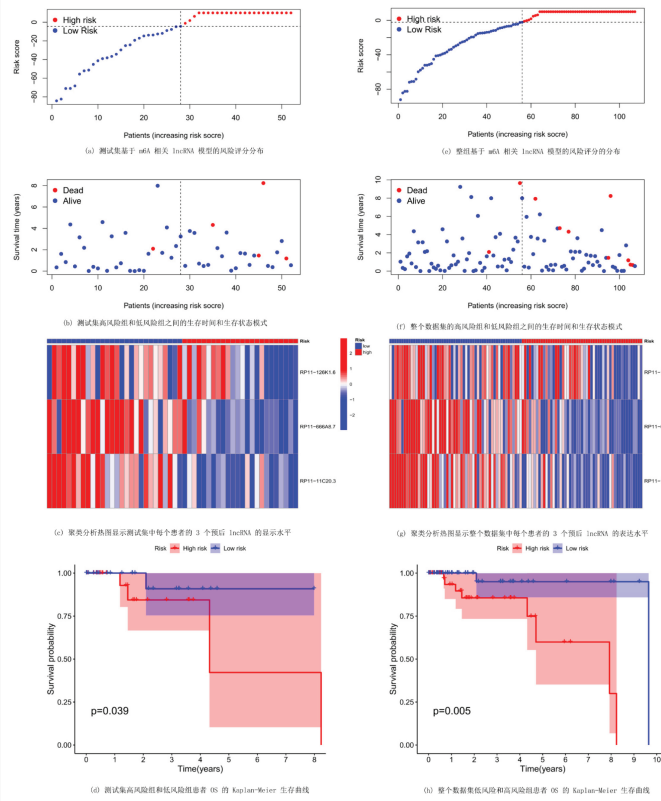 High risk
Low Risk
Risk score
0
−20
−40
−60
−80
0 10 20 30 40 50
Patients (increasing risk socre)
(a) 测试集基于 m6A 相关 lncRNA 模型的风险评分分布
High risk
Low Risk
Risk score
0
−20
−40
−60
−80
0 20 40 60 80 100
Patients (increasing risk socre)
(e) 整组基于 m6A 相关 lncRNA 模型的风险评分的分布
Dead
Alive
Survival time (years)
8
6
4
2
0
0 10 20 30 40 50
Patients (increasing risk socre)
(b) 测试集高风险组和低风险组之间的生存时间和生存状态模式
Dead
Alive
Survival time (years)
10
8
6
4
2
0
0 20 40 60 80 100
Patients (increasing risk socre)
(f) 整个数据集的高风险组和低风险组之间的生存时间和生存状态模式
Risk
RP11−126K1.6
RP11−666A8.7
RP11−11C20.3
2
1
0
−1
−2
Risk
low
high
(c) 聚类分析热图显示测试集中每个患者的 3 个预后 lncRNA 的显示水平
Risk
RP11−
RP11−
RP11−
(g) 聚类分析热图显示整个数据集中每个患者的 3 个预后 lncRNA 的表达水平
Risk High risk Low risk
Survival probability
1.00
0.75
0.50
0.25
0.00
p=0.039
0 1 2 3 4 5 6 7 8
Time(years)
(d) 测试集高风险组和低风险组患者 OS 的 Kaplan-Meier 生存曲线
Risk High risk Low risk
Survival probability
1.00
0.75
0.50
0.25
0.00
p=0.005
0 1 2 3 4 5 6 7 8 9 10
Time(years)
(h) 整个数据集低风险和高风险组患者 OS 的 Kaplan-Meier 生存曲线